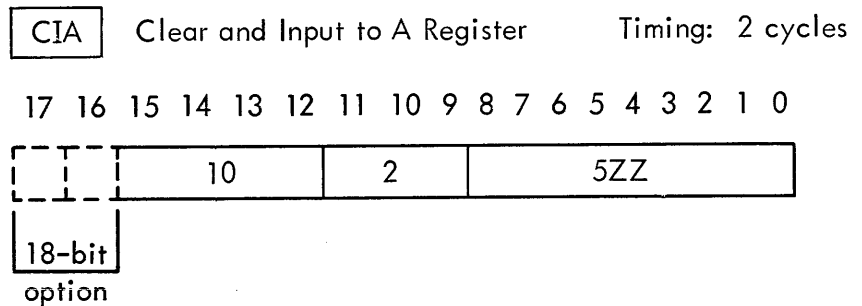 CIA Clear and Input to A Register Timing: 2 cycles
17 16 15 14 13 12 11 10 9 8 7 6 5 4 3 2 1 0
10 2 5ZZ
18-bit
option